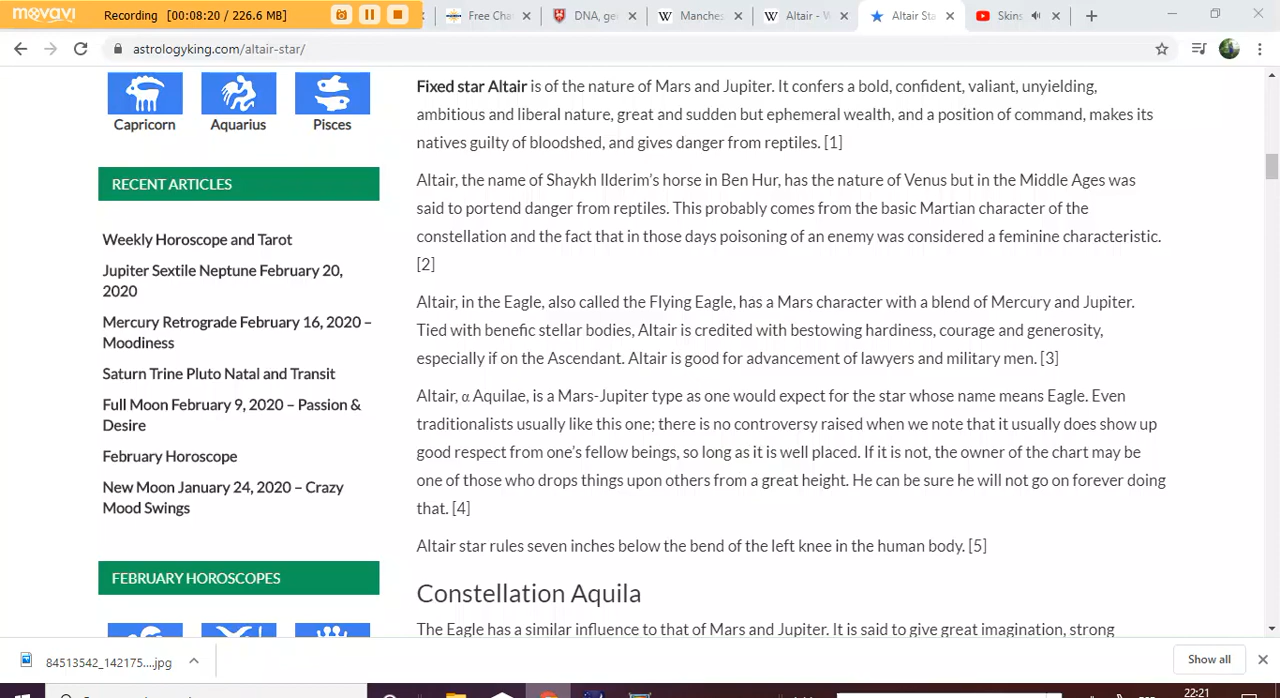 movavi Recording [00:08:20 / 226.6 MB]
Free Cha
DNA, ge
Manches
Altair - W
Altair Sta
Skins
astrologyking.com/altair-star/
Capricorn Aquarius Pisces
RECENT ARTICLES
Weekly Horoscope and Tarot
Jupiter Sextile Neptune February 20,
2020
Mercury Retrograde February 16, 2020 –
Moodiness
Saturn Trine Pluto Natal and Transit
Full Moon February 9, 2020 – Passion &
Desire
February Horoscope
New Moon January 24, 2020 – Crazy
Mood Swings
FEBRUARY HOROSCOPES
Fixed star Altair is of the nature of Mars and Jupiter. It confers a bold, confident, valiant, unyielding,
ambitious and liberal nature, great and sudden but ephemeral wealth, and a position of command, makes its
natives guilty of bloodshed, and gives danger from reptiles. [1]
Altair, the name of Shaykh Ilderim's horse in Ben Hur, has the nature of Venus but in the Middle Ages was
said to portend danger from reptiles. This probably comes from the basic Martian character of the
constellation and the fact that in those days poisoning of an enemy was considered a feminine characteristic.
[2]
Altair, in the Eagle, also called the Flying Eagle, has a Mars character with a blend of Mercury and Jupiter.
Tied with benefic stellar bodies, Altair is credited with bestowing hardiness, courage and generosity,
especially if on the Ascendant. Altair is good for advancement of lawyers and military men. [3]
Altair, α Aquilae, is a Mars-Jupiter type as one would expect for the star whose name means Eagle. Even
traditionalists usually like this one; there is no controversy raised when we note that it usually does show up
good respect from one's fellow beings, so long as it is well placed. If it is not, the owner of the chart may be
one of those who drops things upon others from a great height. He can be sure he will not go on forever doing
that. [4]
Altair star rules seven inches below the bend of the left knee in the human body. [5]
Constellation Aquila
The Eagle has a similar influence to that of Mars and Jupiter. It is said to give great imagination, strong
84513542_142175....jpg
Show all
22:21